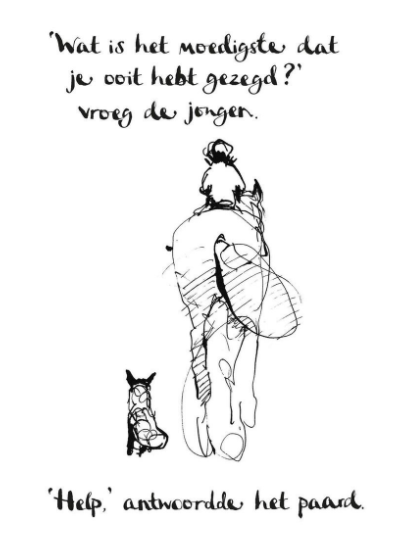 'Wat is het moedigste dat
je ooit hebt gezegd?'
vroeg de jongen.
'Help,' antwoordde het paard.